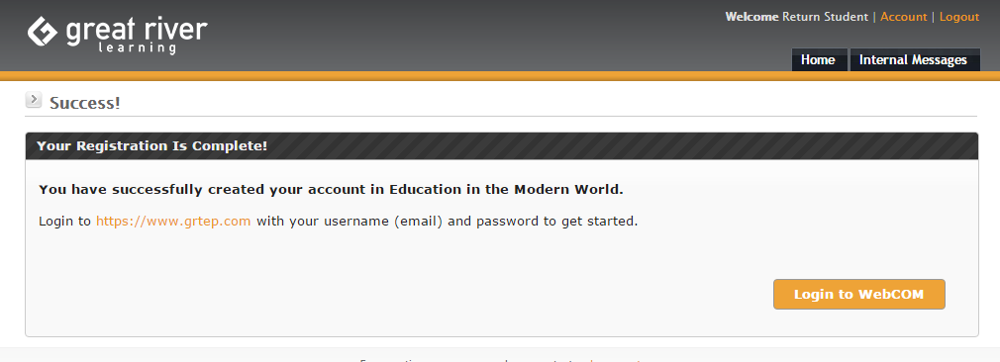 great river
learning
Welcome Return Student | Account | Logout
Home
Internal Messages
Success!
Your Registration Is Complete!
You have successfully created your account in Education in the Modern World.
Login to https://www.grtep.com with your username (email) and password to get started.
Login to WebCOM